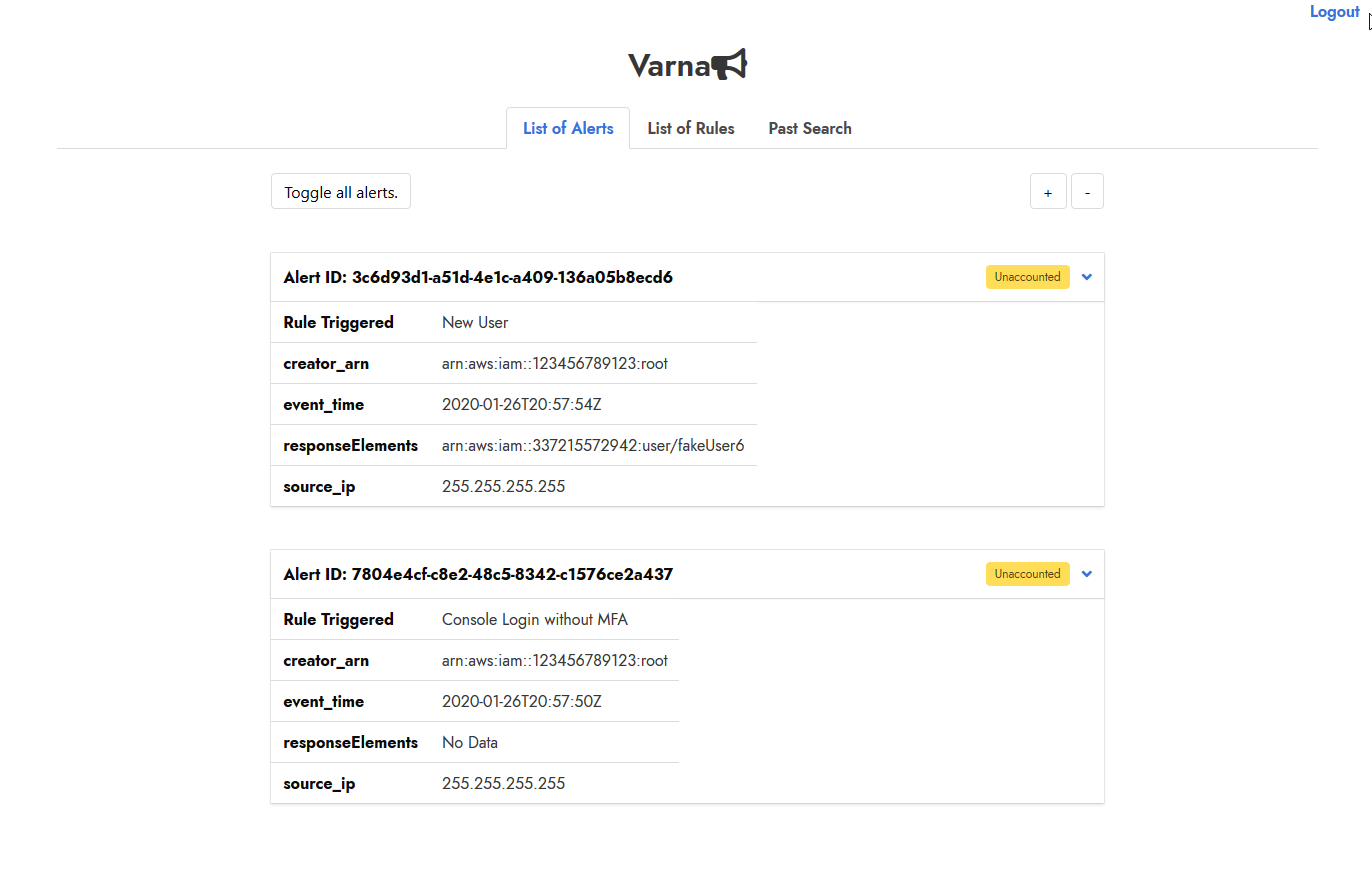 Logout
Varna
List of Alerts List of Rules Past Search
Toggle all alerts. + -
Alert ID: 3c6d93d1-a51d-4e1c-a409-136a05b8ecd6 Unaccounted
Rule Triggered New User
creator_arn arn:aws:iam::123456789123:root
event_time 2020-01-26T20:57:54Z
responseElements arn:aws:iam::337215572942:user/fakeUser6
source_ip 255.255.255.255
Alert ID: 7804e4cf-c8e2-48c5-8342-c1576ce2a437 Unaccounted
Rule Triggered Console Login without MFA
creator_arn arn:aws:iam::123456789123:root
event_time 2020-01-26T20:57:50Z
responseElements No Data
source_ip 255.255.255.255